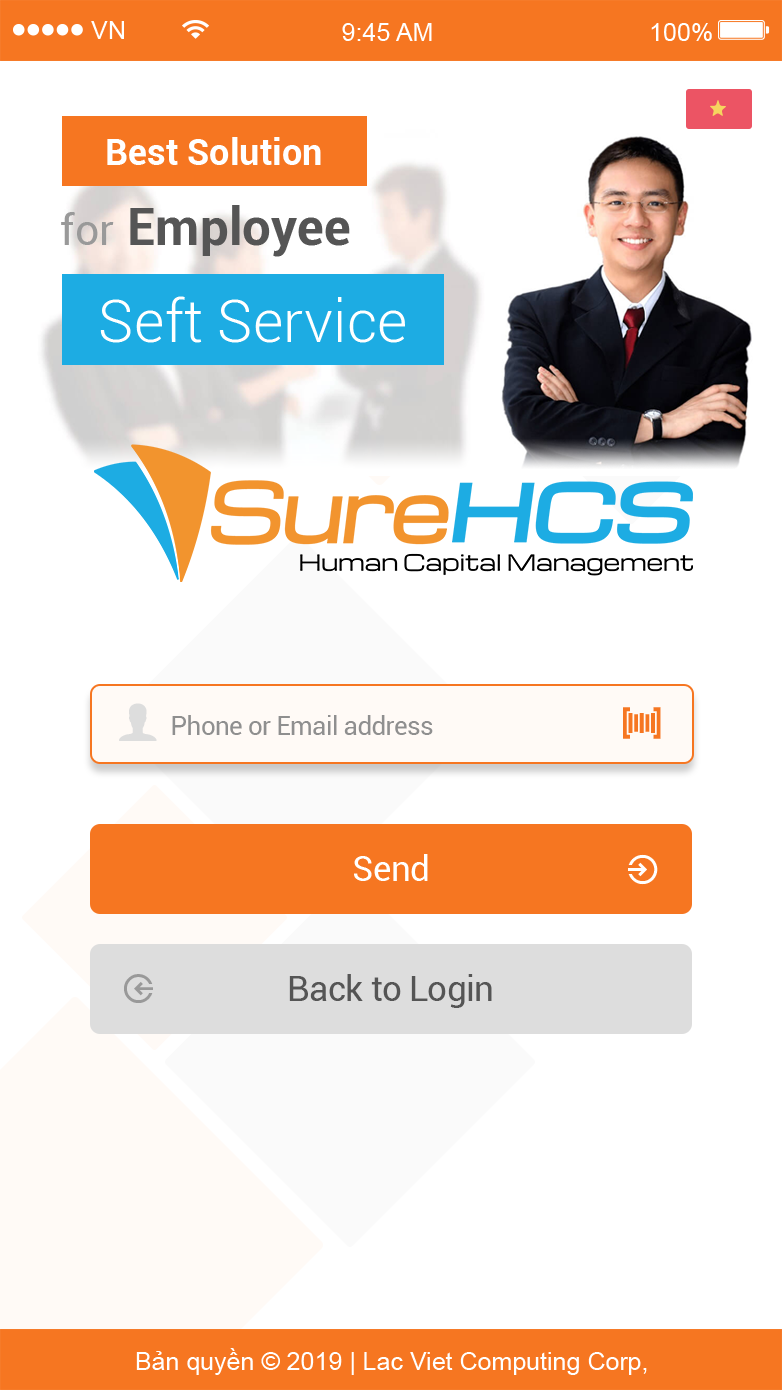 VN 9:45 AM 100%
Best Solution
for Employee
Seft Service
SureHCS
Human Capital Management
Phone or Email address
Send
Back to Login
Bản quyền © 2019 | Lac Viet Computing Corp,